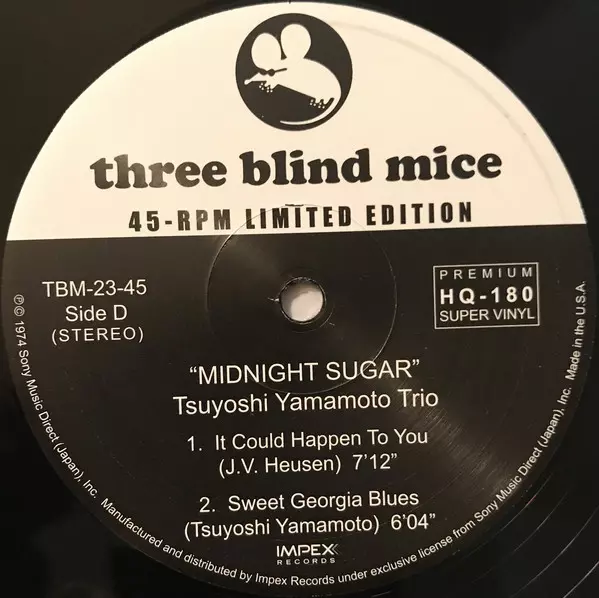 three blind mice
45-RPM LIMITED EDITION
TBM-23-45
Side D
(STEREO)
PREMIUM
HQ-180
SUPER VINYL
"MIDNIGHT SUGAR"
Tsuyoshi Yamamoto Trio
1. It Could Happen To You
(J.V. Heusen) 7'12"
2. Sweet Georgia Blues
(Tsuyoshi Yamamoto) 6'04"
IMPEX
RECORDS
℗ © 1974 Sony Music Direct (Japan), Inc. Manufactured and distributed by Impex Records under exclusive license from Sony Music Direct (Japan), Inc. Made in the U.S.A.